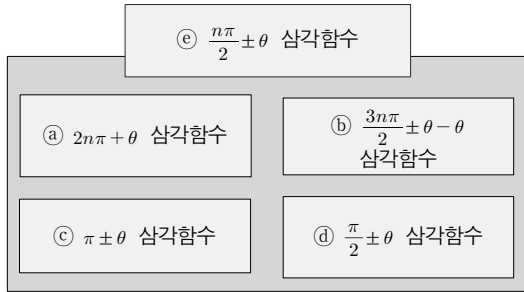 ⓔ nπ/2 ± θ 삼각함수
ⓐ 2nπ + θ 삼각함수
ⓑ 3nπ/2 ± θ − θ
삼각함수
ⓒ π ± θ 삼각함수
ⓓ π/2 ± θ 삼각함수